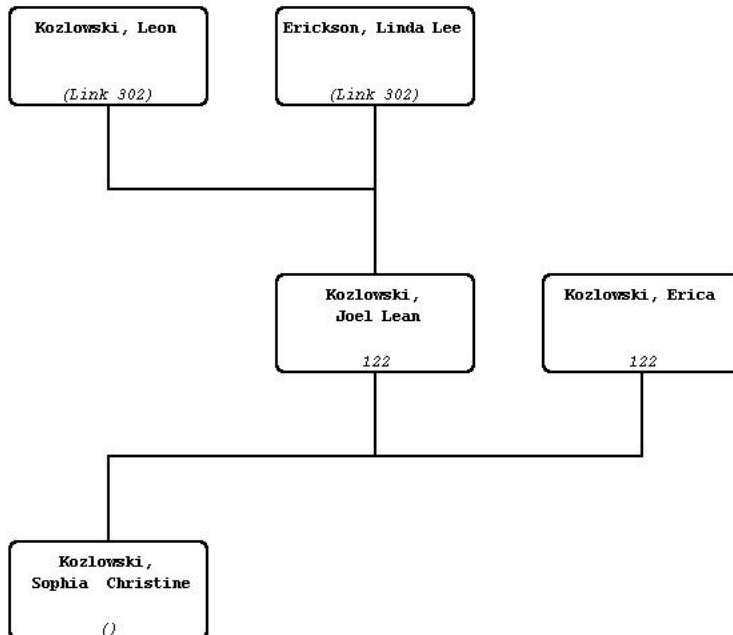 Kozlowski, Leon
(Link 302)
Erickson, Linda Lee
(Link 302)
Kozlowski,
Joel Lean
122
Kozlowski, Erica
122
Kozlowski,
Sophia Christine
()